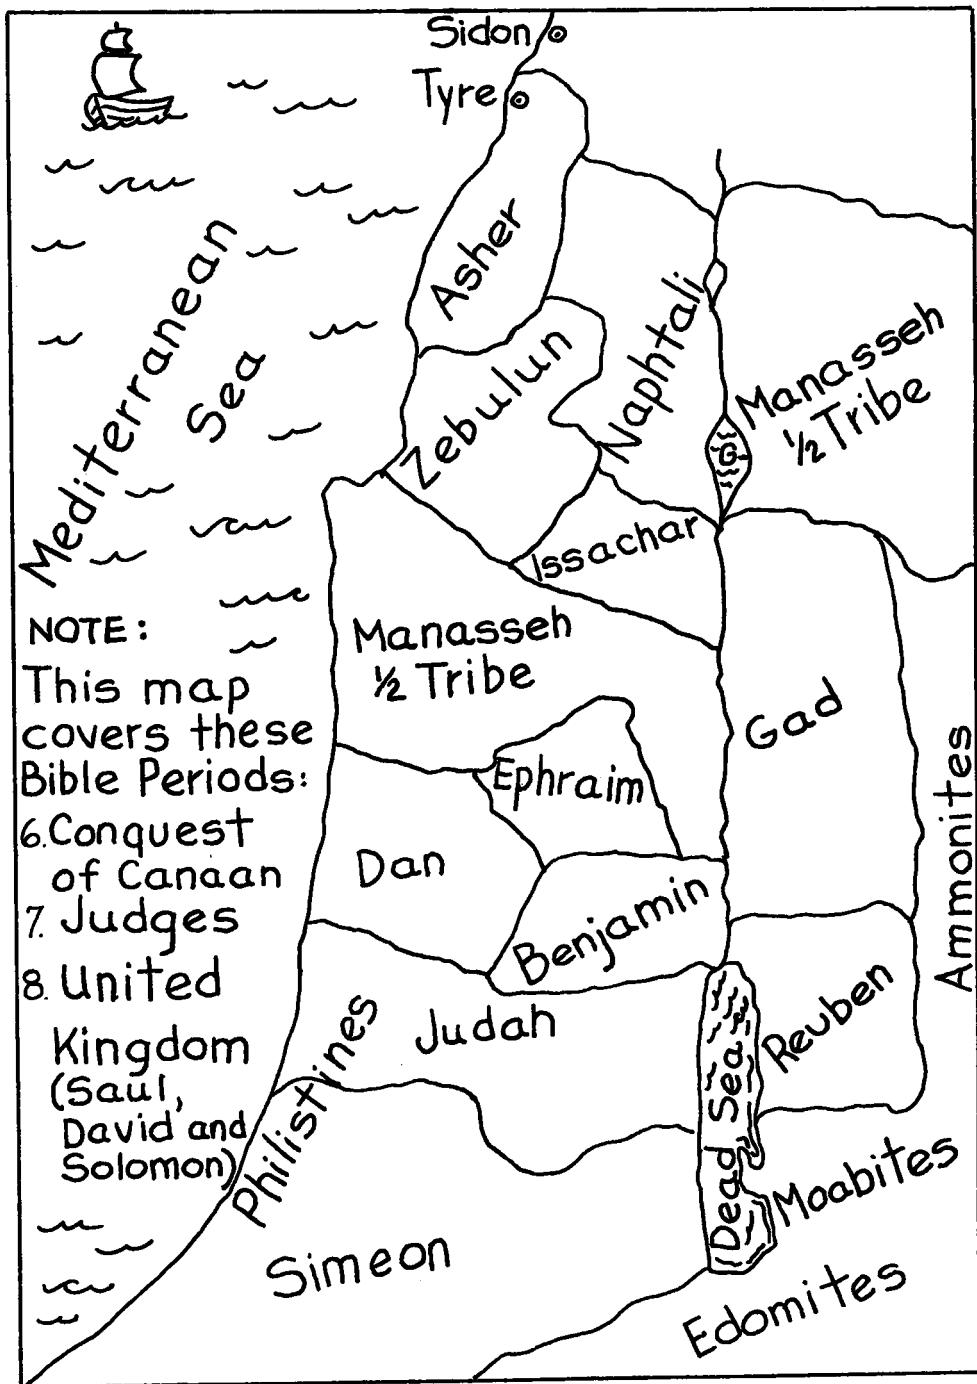 Sidon
Tyre
Asher
Mediterranean
Sea
Naphtali
Zebulun
Manasseh
½ Tribe
G
Issachar
NOTE:
This map
covers these
Bible Periods:
6. Conquest
of Canaan
7. Judges
8. United
Kingdom
(Saul,
David and
Solomon)
Manasseh
½ Tribe
Gad
Ephraim
Dan
Benjamin
Ammonites
Judah
Philistines
Reuben
Dead Sea
Moabites
Simeon
Edomites